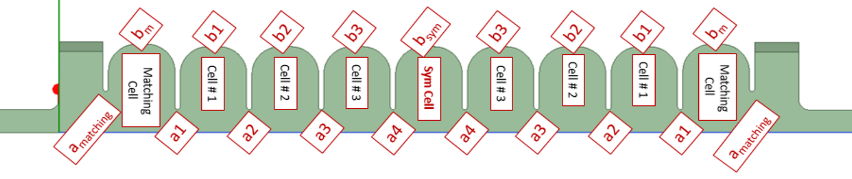 bm b1 b2 b3 bsym b3 b2 b1 bm
Matching
Cell
Cell # 1
Cell # 2
Cell # 3
Sym Cell
Cell # 3
Cell # 2
Cell # 1
Matching
Cell
amatching a1 a2 a3 a4 a4 a3 a2 a1 amatching